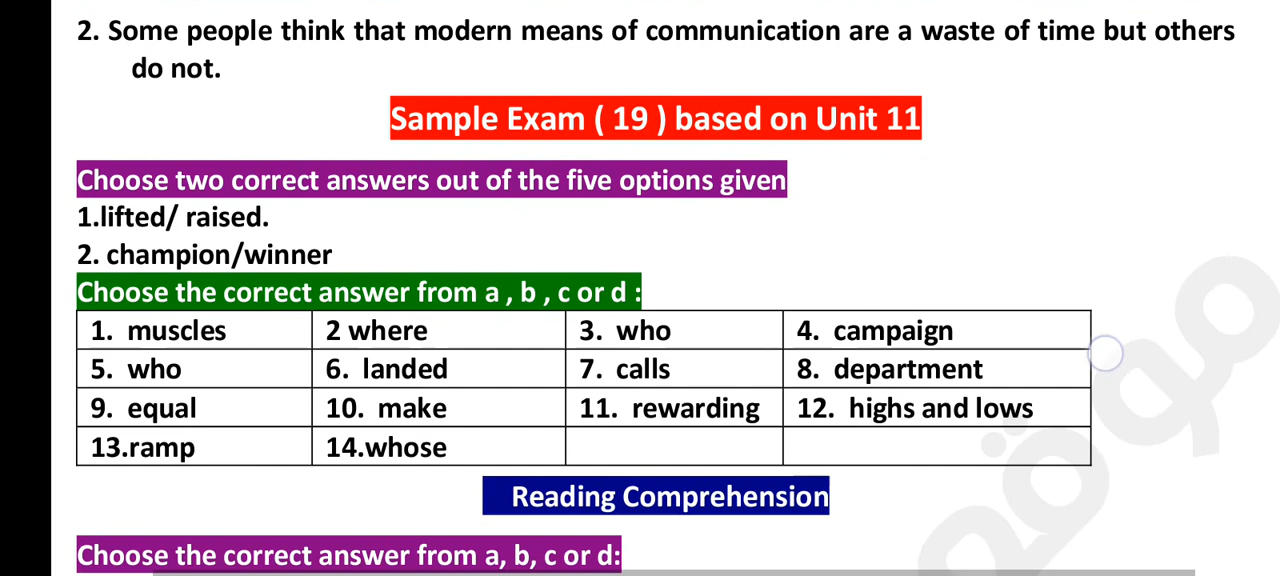 2. Some people think that modern means of communication are a waste of time but others
do not.
Sample Exam ( 19 ) based on Unit 11
Choose two correct answers out of the five options given
1.lifted/ raised.
2. champion/winner
Choose the correct answer from a , b , c or d :
1. muscles 2 where 3. who 4. campaign
5. who 6. landed 7. calls 8. department
9. equal 10. make 11. rewarding 12. highs and lows
13.ramp 14.whose
Reading Comprehension
Choose the correct answer from a, b, c or d: